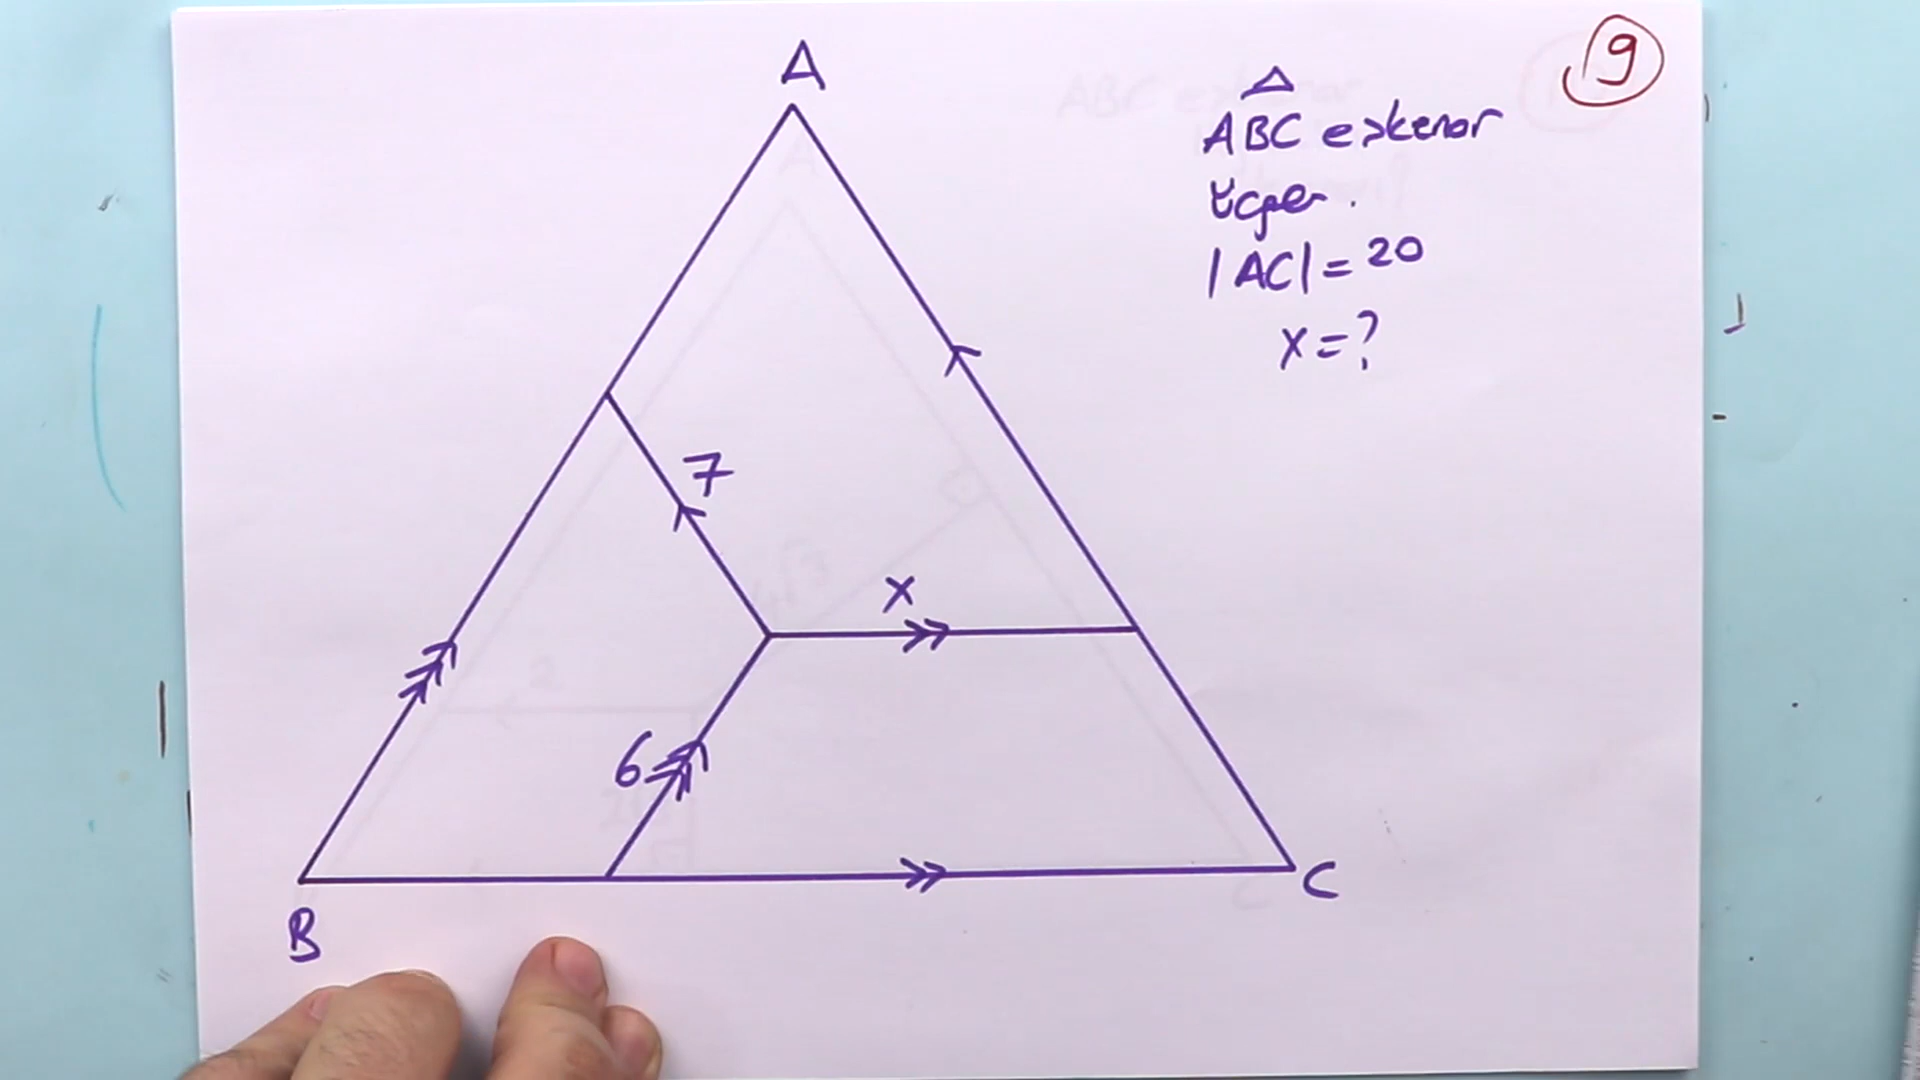 9
A
ABC eşkenar
üçgen.
|AC| = 20
x = ?
7
x
6
B
C